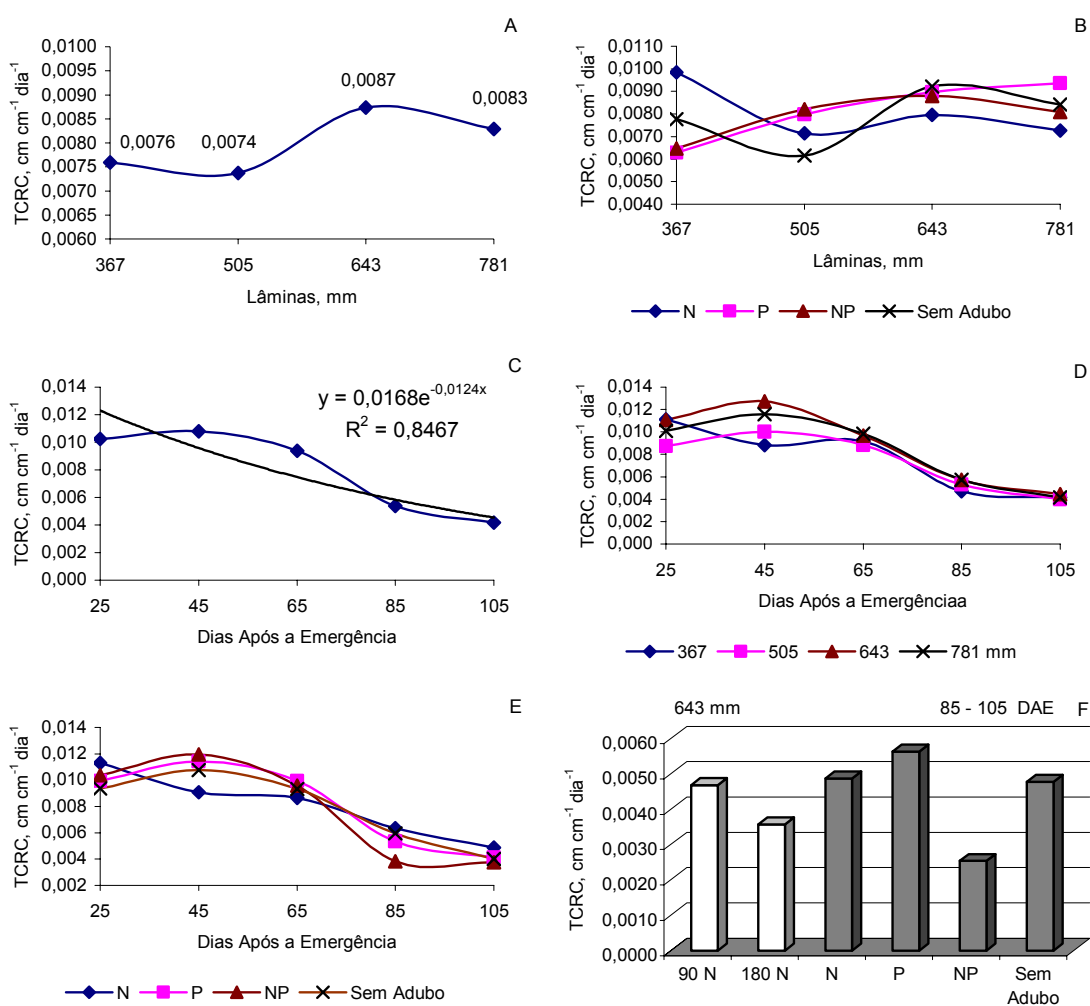 A
TCRC, cm cm-1 dia-1
0,0100
0,0095
0,0090
0,0085
0,0080
0,0075
0,0070
0,0065
0,0060
0,0076
0,0074
0,0087
0,0083
367 505 643 781
Lâminas, mm
B
TCRC, cm cm-1 dia-1
0,0110
0,0100
0,0090
0,0080
0,0070
0,0060
0,0050
0,0040
367 505 643 781
Lâminas, mm
N P NP Sem Adubo
C
TCRC, cm cm-1 dia-1
0,014
0,012
0,010
0,008
0,006
0,004
0,002
0,000
y = 0,0168e-0,0124x
R2 = 0,8467
25 45 65 85 105
Dias Após a Emergência
D
TCRC, cm cm-1 dia-1
0,014
0,012
0,010
0,008
0,006
0,004
0,002
0,000
25 45 65 85 105
Dias Após a Emergênciaa
367 505 643 781 mm
E
TCRC, cm cm-1 dia-1
0,014
0,012
0,010
0,008
0,006
0,004
0,002
25 45 65 85 105
Dias Após a Emergência
N P NP Sem Adubo
643 mm 85 - 105 DAE F
TCRC, cm cm-1 dia-1
0,0060
0,0050
0,0040
0,0030
0,0020
0,0010
0,0000
90 N 180 N N P NP Sem
Adubo